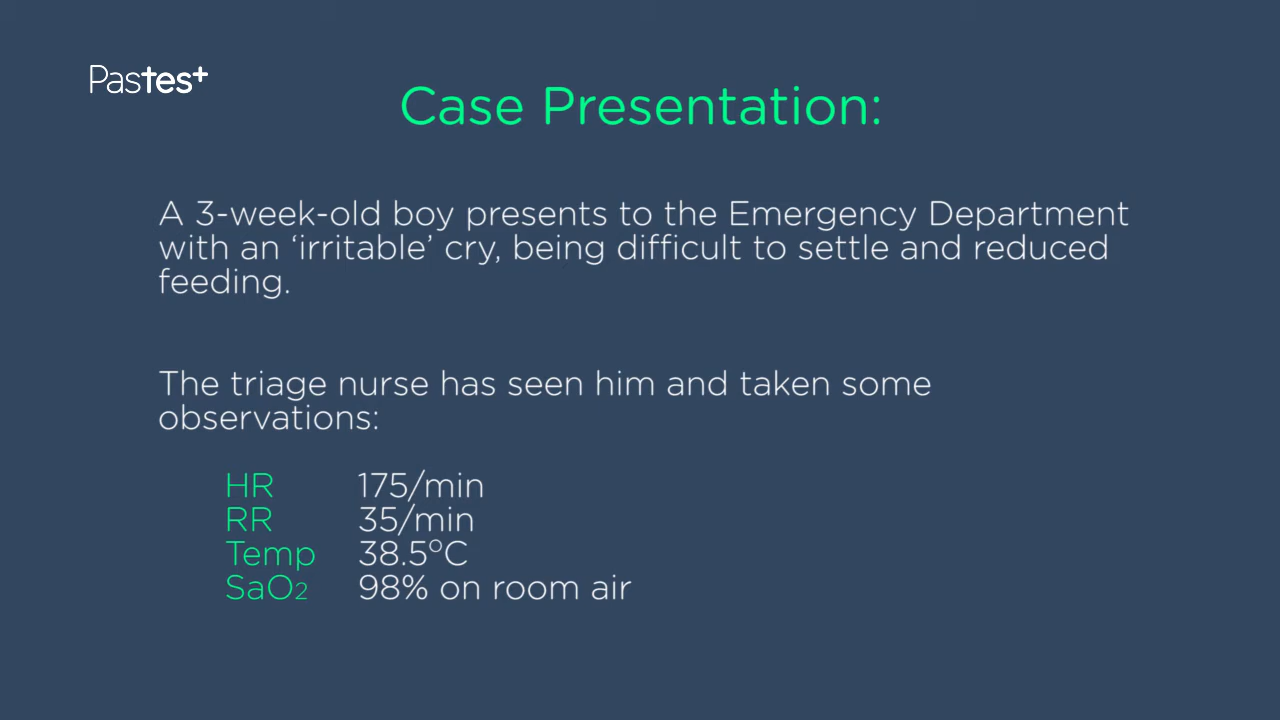 Pastest
Case Presentation:
A 3-week-old boy presents to the Emergency Department
with an ‘irritable’ cry, being difficult to settle and reduced
feeding.
The triage nurse has seen him and taken some
observations:
HR 175/min
RR 35/min
Temp 38.5°C
SaO₂ 98% on room air